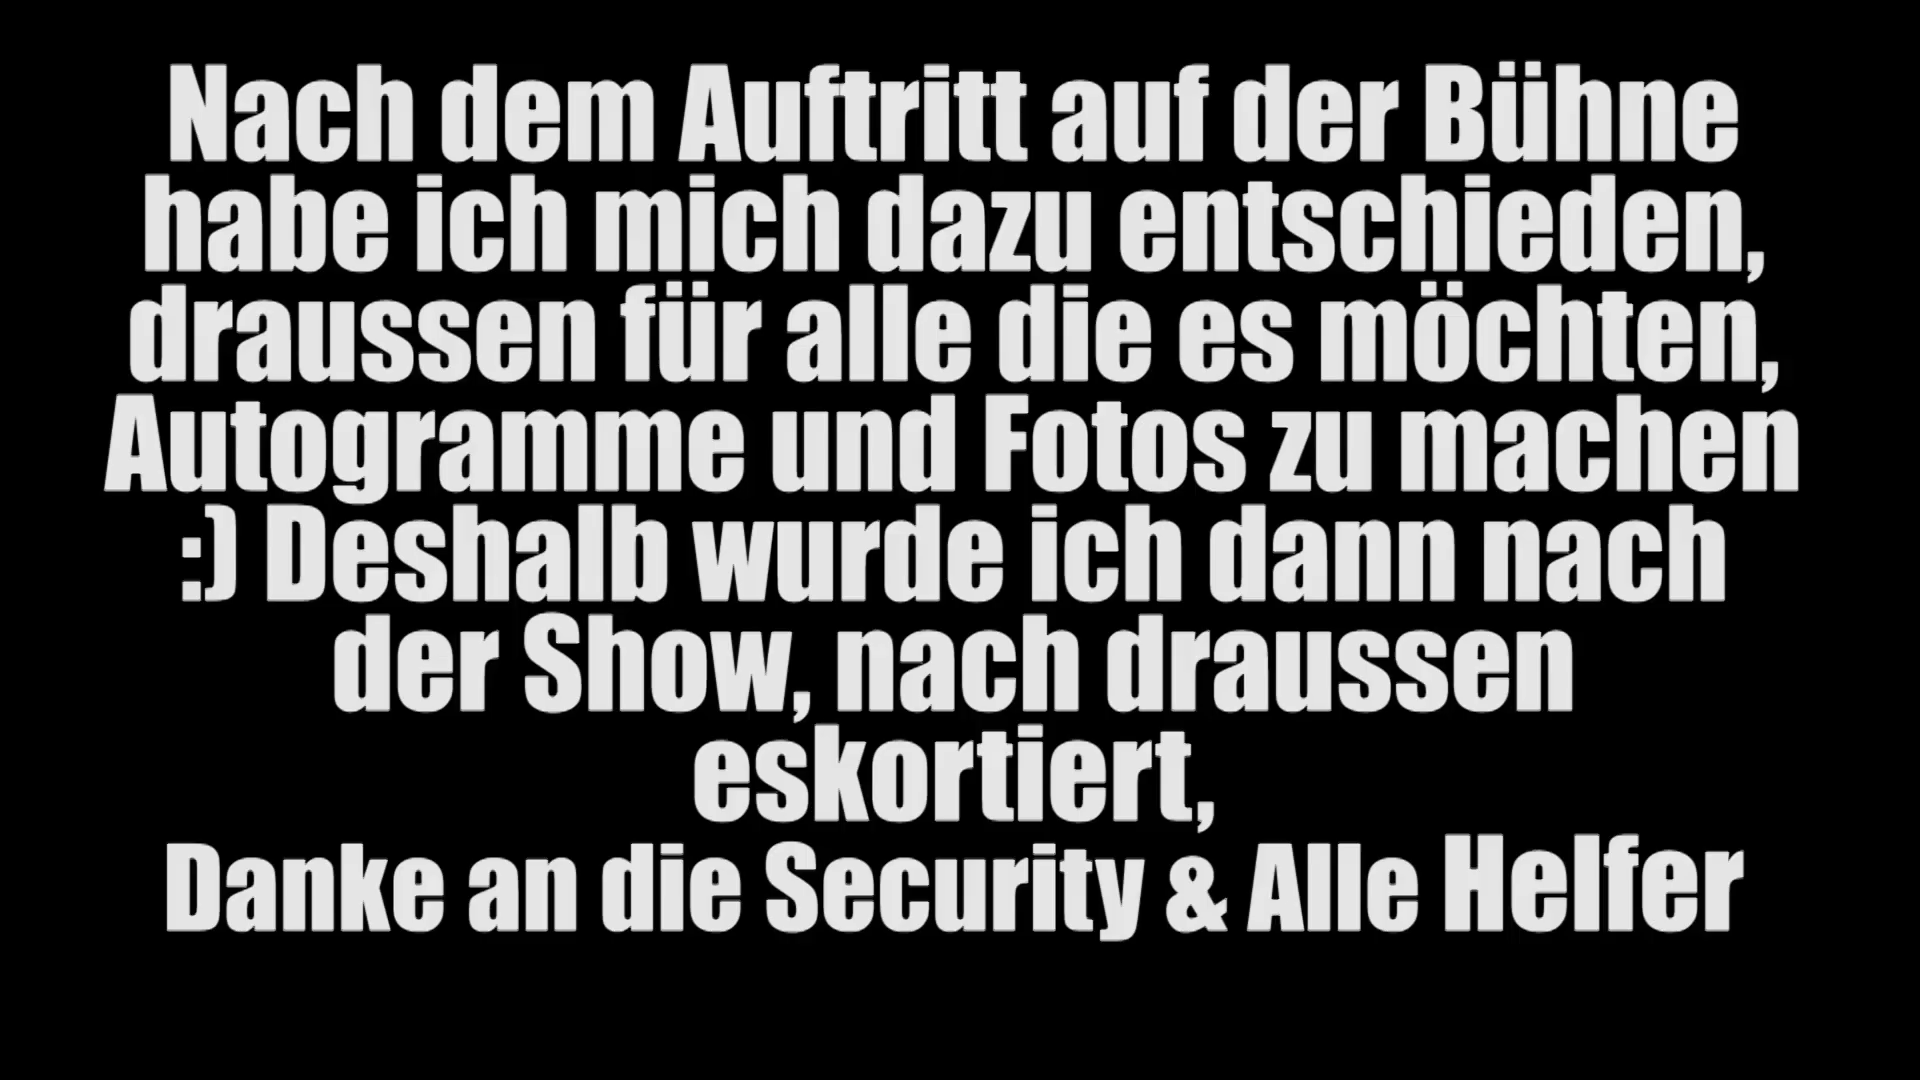 Nach dem Auftritt auf der Bühne
habe ich mich dazu entschieden,
draussen für alle die es möchten,
Autogramme und Fotos zu machen
:) Deshalb wurde ich dann nach
der Show, nach draussen
eskortiert,
Danke an die Security & Alle Helfer